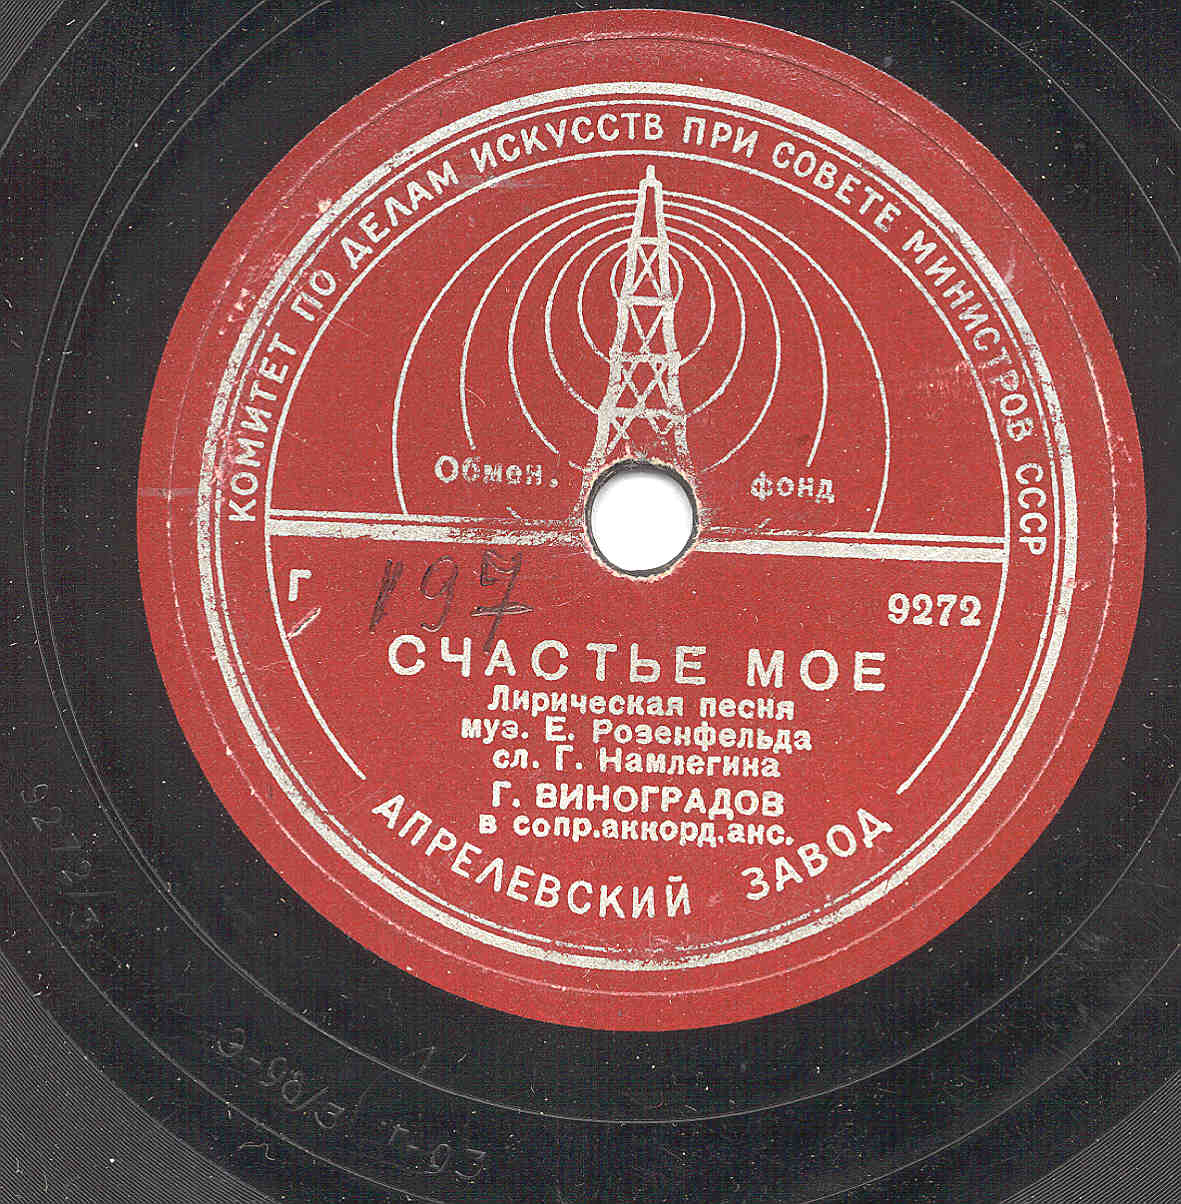 КОМИТЕТ ПО ДЕЛАМ ИСКУССТВ ПРИ СОВЕТЕ МИНИСТРОВ СССР
Обмен. фонд
Г 197 9272
СЧАСТЬЕ МОЕ
Лирическая песня
муз. Е. Розенфельда
сл. Г. Намлегина
Г. ВИНОГРАДОВ
в сопр.аккорд.анс.
АПРЕЛЕВСКИЙ ЗАВОД